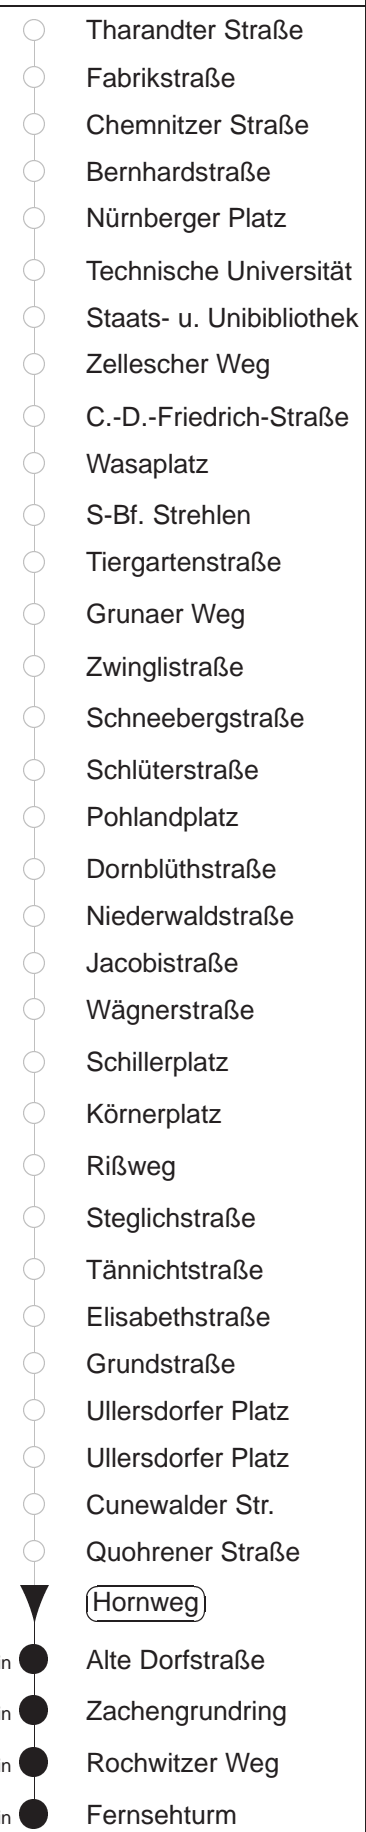 Tharandter Straße
Fabrikstraße
Chemnitzer Straße
Bernhardstraße
Nürnberger Platz
Technische Universität
Staats- u. Unibibliothek
Zellescher Weg
C.-D.-Friedrich-Straße
Wasaplatz
S-Bf. Strehlen
Tiergartenstraße
Grunaer Weg
Zwinglistraße
Schneebergstraße
Schlüterstraße
Pohlandplatz
Dornblüthstraße
Niederwaldstraße
Jacobistraße
Wägnerstraße
Schillerplatz
Körnerplatz
Rißweg
Steglichstraße
Tännichtstraße
Elisabethstraße
Grundstraße
Ullersdorfer Platz
Ullersdorfer Platz
Cunewalder Str.
Quohrener Straße
Hornweg
Alte Dorfstraße
Zachengrundring
Rochwitzer Weg
Fernsehturm